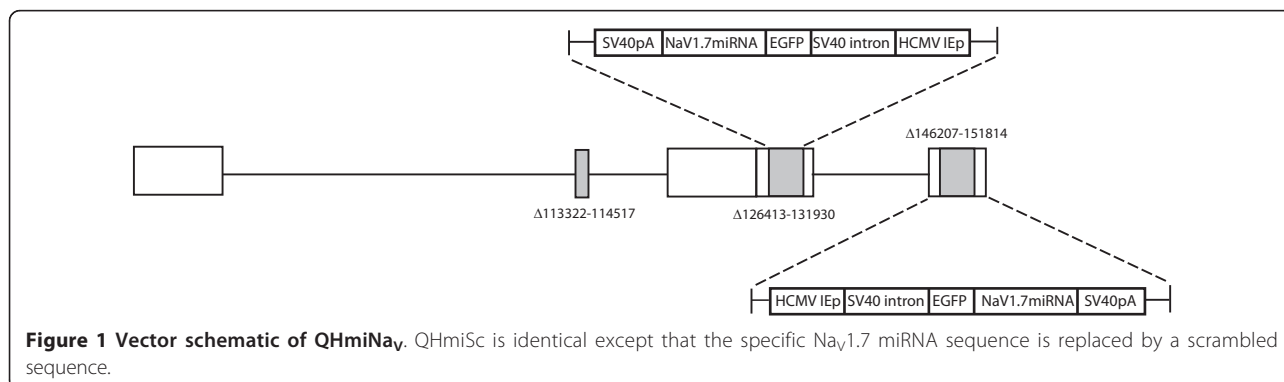 SV40pA NaV1.7miRNA EGFP SV40 intron HCMV IEp
Δ146207-151814
Δ113322-114517
Δ126413-131930
HCMV IEp SV40 intron EGFP NaV1.7miRNA SV40pA
Figure 1 Vector schematic of QHmiNaV. QHmiSc is identical except that the specific NaV1.7 miRNA sequence is replaced by a scrambled
sequence.